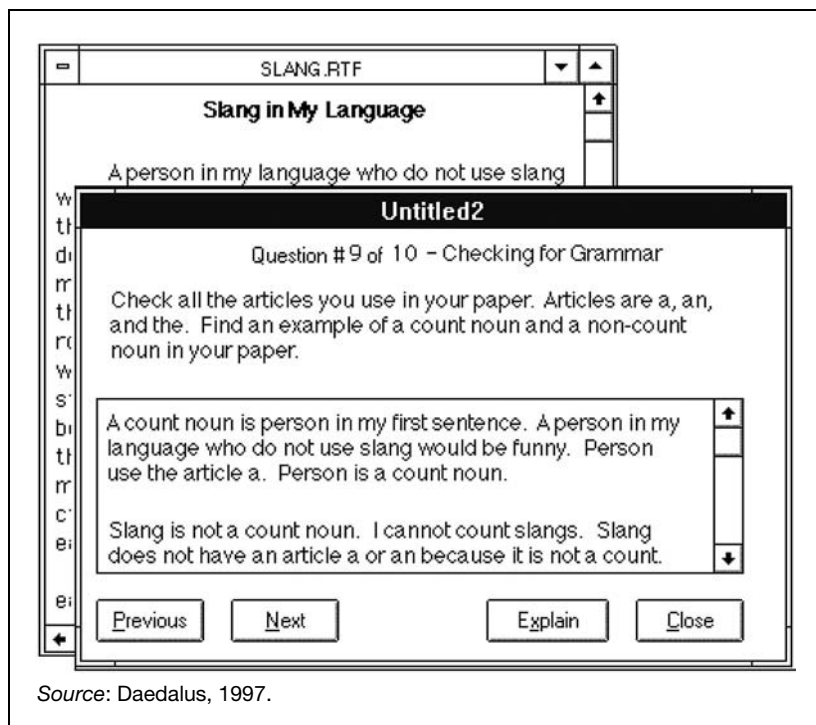 SLANG.RTF
Slang in My Language
A person in my language who do not use slang
Untitled2
Question # 9 of 10 - Checking for Grammar
Check all the articles you use in your paper. Articles are a, an,
and the. Find an example of a count noun and a non-count
noun in your paper.
A count noun is person in my first sentence. A person in my
language who do not use slang would be funny. Person
use the article a. Person is a count noun.
Slang is not a count noun. I cannot count slangs. Slang
does not have an article a or an because it is not a count.
Previous
Next
Explain
Close
Source: Daedalus, 1997.